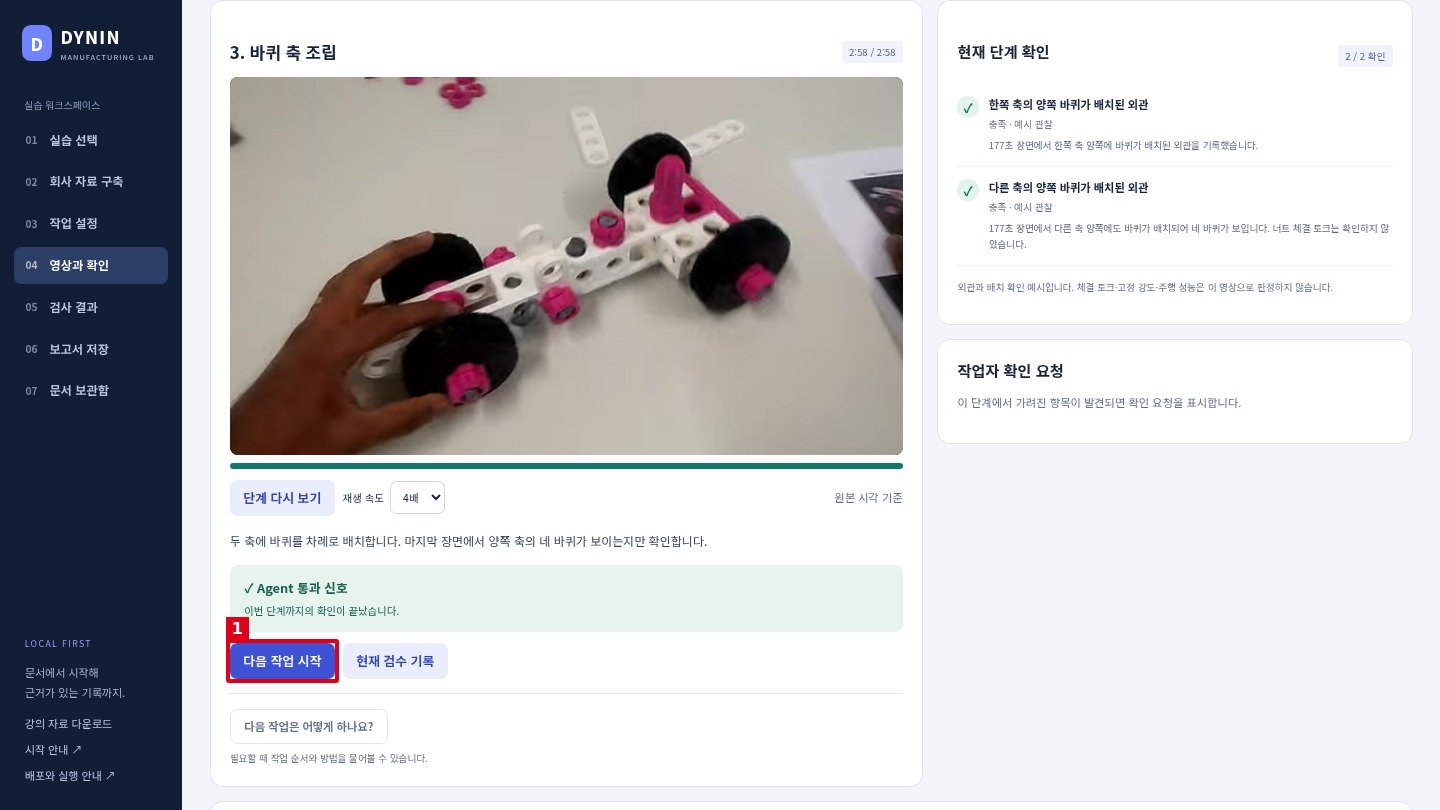 D
DYNIN
MANUFACTURING LAB
실습 워크스페이스
01 실습 선택
02 회사 자료 구축
03 작업 설정
04 영상과 확인
05 검사 결과
06 보고서 저장
07 문서 보관함
LOCAL FIRST
문서에서 시작해
근거가 있는 기록까지.
강의 자료 다운로드
시작 안내 ↗
배포와 실행 안내 ↗
3. 바퀴 축 조립
2:58 / 2:58
단계 다시 보기
재생 속도
4배
원본 시각 기준
두 축에 바퀴를 차례로 배치합니다. 마지막 장면에서 양쪽 축의 네 바퀴가 보이는지만 확인합니다.
✓ Agent 통과 신호
이번 단계까지의 확인이 끝났습니다.
1
다음 작업 시작
현재 검수 기록
다음 작업은 어떻게 하나요?
필요할 때 작업 순서와 방법을 물어볼 수 있습니다.
현재 단계 확인
2 / 2 확인
✓ 한쪽 축의 양쪽 바퀴가 배치된 외관
충족 · 예시 관찰
177초 장면에서 한쪽 축 양쪽에 바퀴가 배치된 외관을 기록했습니다.
✓ 다른 축의 양쪽 바퀴가 배치된 외관
충족 · 예시 관찰
177초 장면에서 다른 축 양쪽에도 바퀴가 배치되어 네 바퀴가 보입니다. 너트 체결 토크는 확인하지 않
았습니다.
외관과 배치 확인 예시입니다. 체결 토크·고정 강도·주행 성능은 이 영상으로 판정하지 않습니다.
작업자 확인 요청
이 단계에서 가려진 항목이 발견되면 확인 요청을 표시합니다.